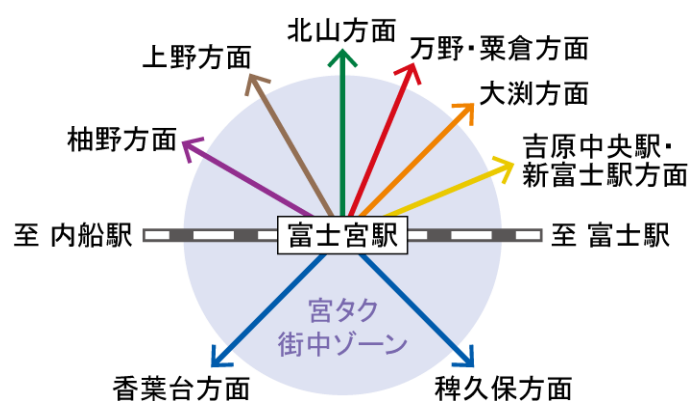 北山方面
上野方面
万野・粟倉方面
大渕方面
柚野方面
吉原中央駅・
新富士駅方面
至 内船駅
富士宮駅
至 富士駅
宮タク
街中ゾーン
香葉台方面
稗久保方面